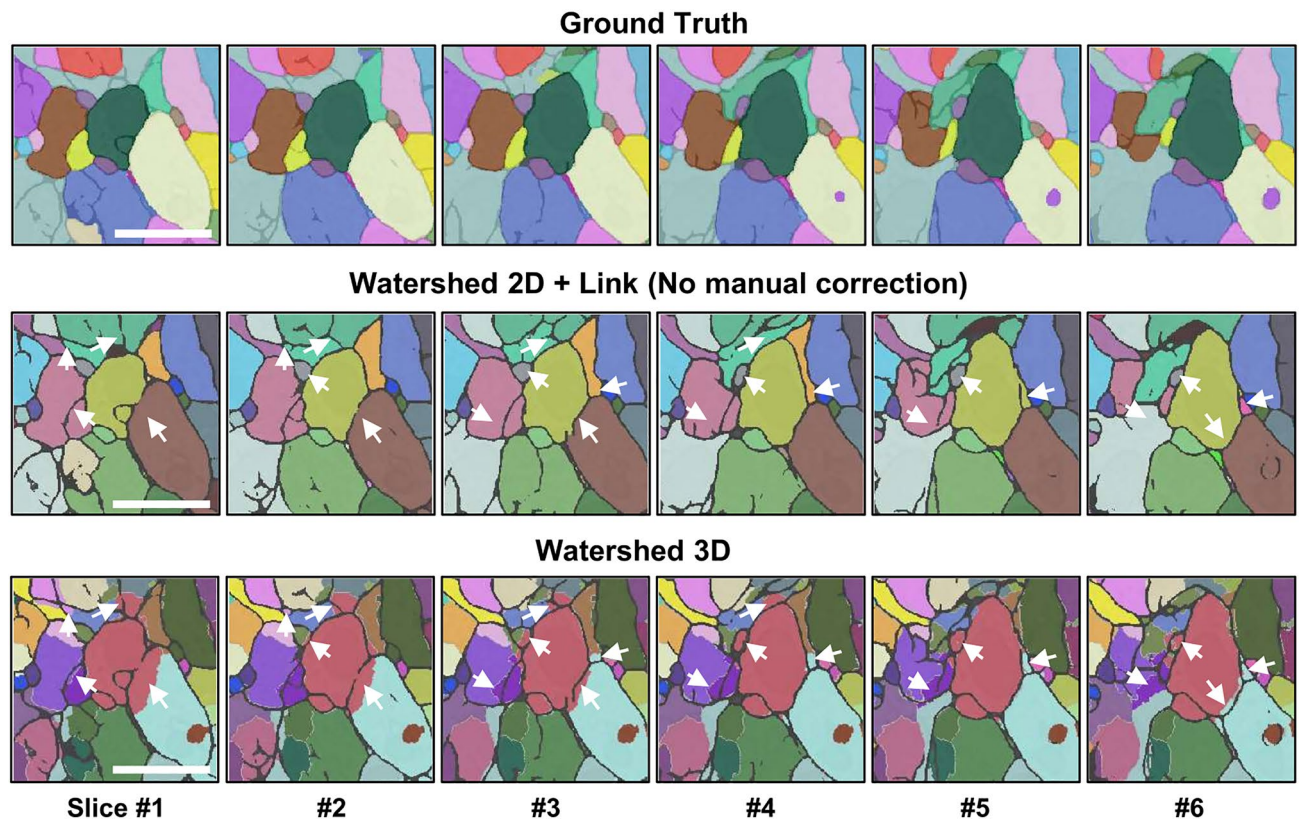 Ground Truth
Watershed 2D + Link (No manual correction)
Watershed 3D
Slice #1 #2 #3 #4 #5 #6